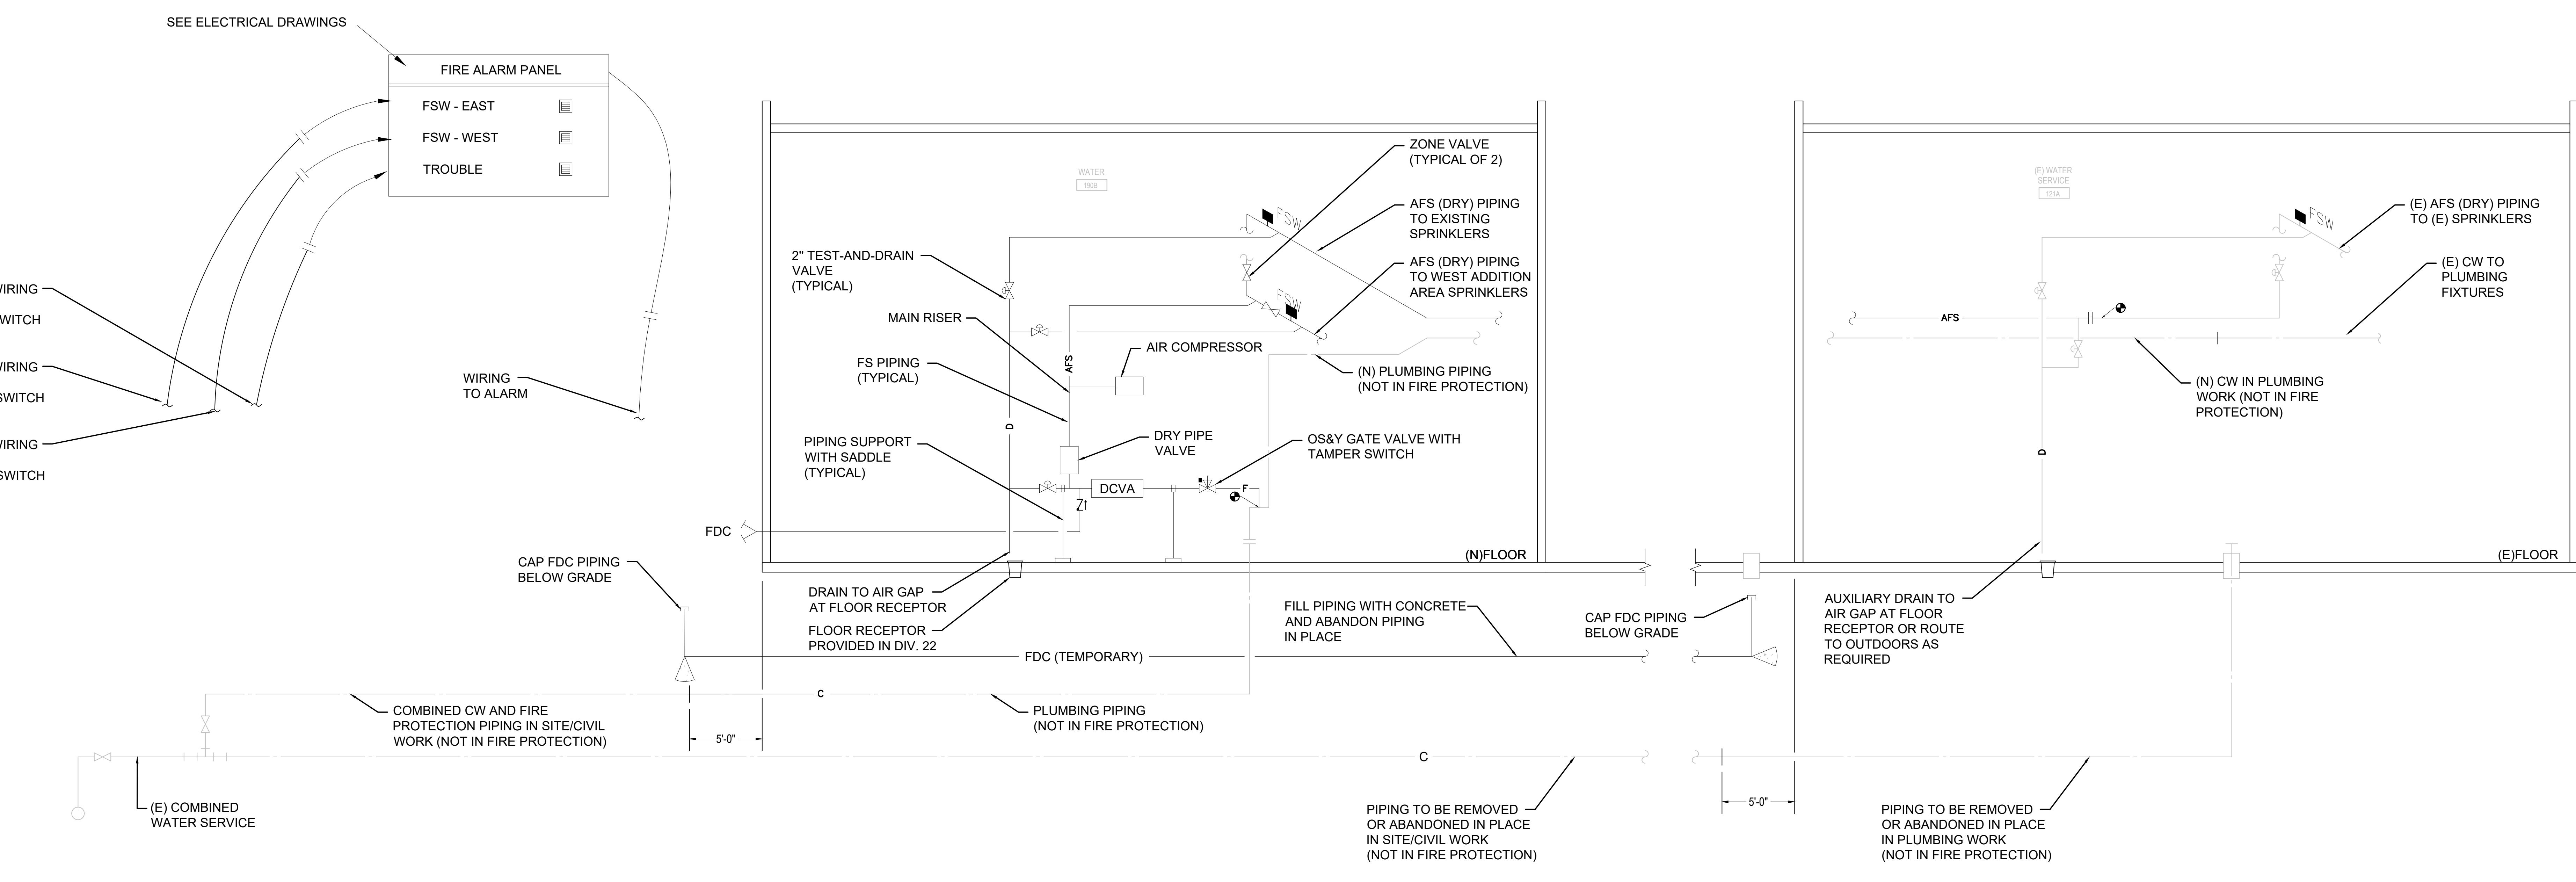 SEE ELECTRICAL DRAWINGS
FIRE ALARM PANEL
FSW - EAST
FSW - WEST
TROUBLE
WIRING
SWITCH
WIRING
SWITCH
WIRING
SWITCH
WIRING
TO ALARM
WATER
193B
ZONE VALVE
(TYPICAL OF 2)
AFS (DRY) PIPING
TO EXISTING
SPRINKLERS
AFS (DRY) PIPING
TO WEST ADDITION
AREA SPRINKLERS
FSW
FSW
2" TEST-AND-DRAIN
VALVE
(TYPICAL)
MAIN RISER
AIR COMPRESSOR
FS PIPING
(TYPICAL)
AFS
D
(N) PLUMBING PIPING
(NOT IN FIRE PROTECTION)
PIPING SUPPORT
WITH SADDLE
(TYPICAL)
DRY PIPE
VALVE
OS&Y GATE VALVE WITH
TAMPER SWITCH
DCVA
F
FDC
(N)FLOOR
CAP FDC PIPING
BELOW GRADE
DRAIN TO AIR GAP
AT FLOOR RECEPTOR
FLOOR RECEPTOR
PROVIDED IN DIV. 22
FILL PIPING WITH CONCRETE
AND ABANDON PIPING
IN PLACE
FDC (TEMPORARY)
CAP FDC PIPING
BELOW GRADE
C
COMBINED CW AND FIRE
PROTECTION PIPING IN SITE/CIVIL
WORK (NOT IN FIRE PROTECTION)
PLUMBING PIPING
(NOT IN FIRE PROTECTION)
5'-0"
C
(E) COMBINED
WATER SERVICE
PIPING TO BE REMOVED
OR ABANDONED IN PLACE
IN SITE/CIVIL WORK
(NOT IN FIRE PROTECTION)
5'-0"
PIPING TO BE REMOVED
OR ABANDONED IN PLACE
IN PLUMBING WORK
(NOT IN FIRE PROTECTION)
(E) WATER
SERVICE
121A
FSW
(E) AFS (DRY) PIPING
TO (E) SPRINKLERS
(E) CW TO
PLUMBING
FIXTURES
AFS
(N) CW IN PLUMBING
WORK (NOT IN FIRE
PROTECTION)
D
(E)FLOOR
AUXILIARY DRAIN TO
AIR GAP AT FLOOR
RECEPTOR OR ROUTE
TO OUTDOORS AS
REQUIRED